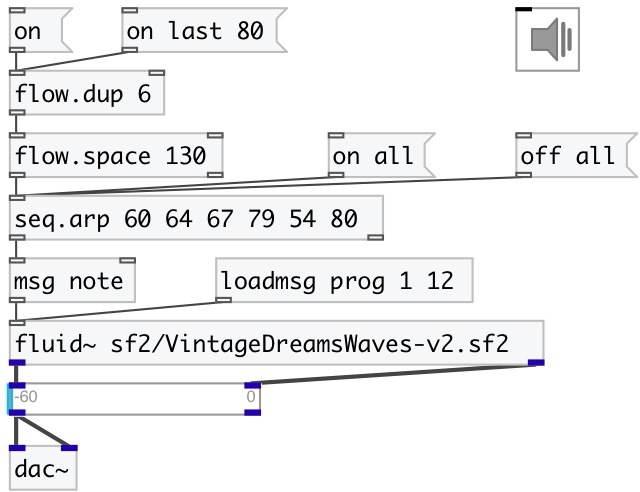 on
on last 80
flow.dup 6
flow.space 130
on all
off all
seq.arp 60 64 67 79 54 80
msg note
loadmsg prog 1 12
fluid~ sf2/VintageDreamsWaves-v2.sf2
-60
0
dac~